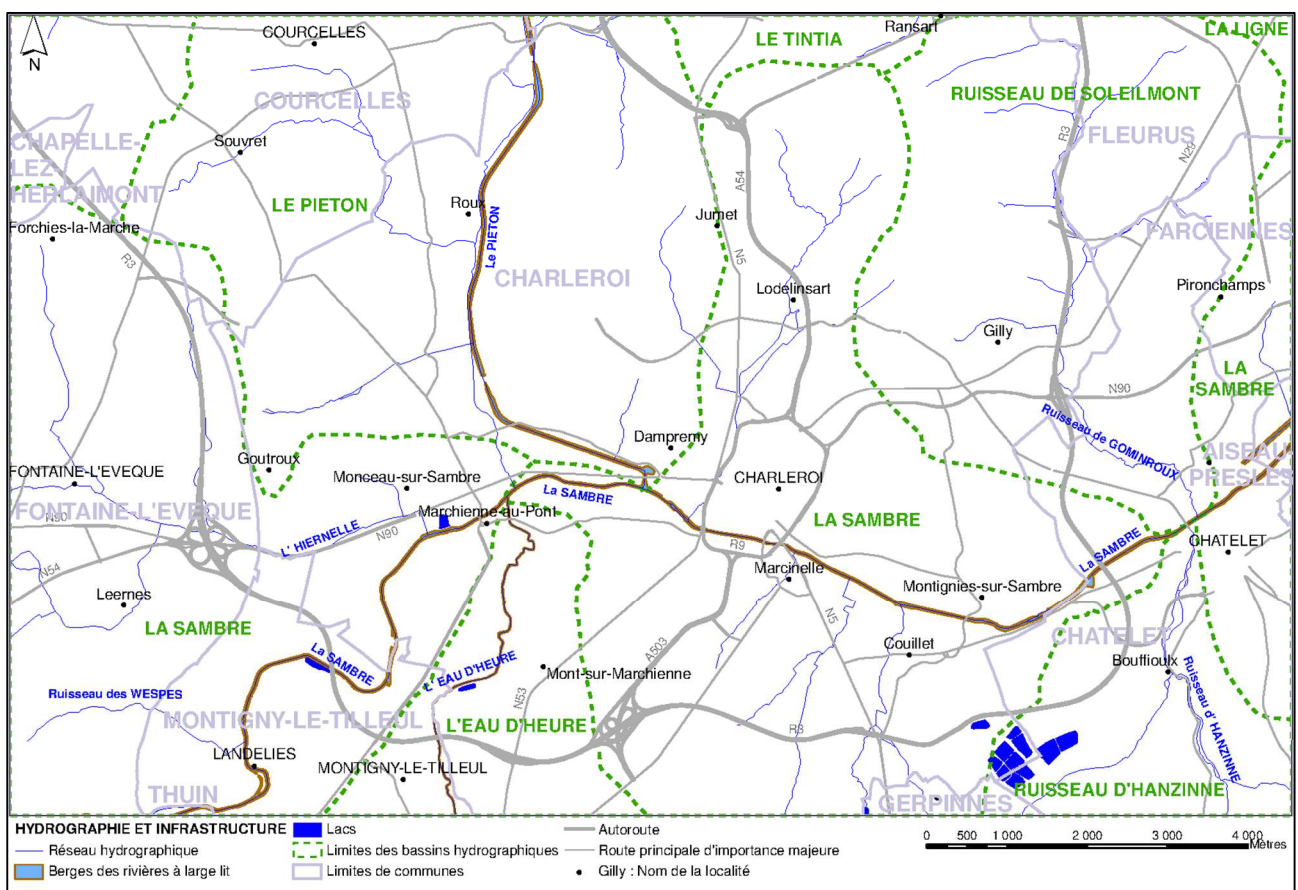 N
COURCELLES
Ransart
LA LIGNE
LE TINTIA
COURCELLES
RUISSEAU DE SOLEILMONT
R3
FLEURUS
N29
CHAPELLE-
LEZ
HERLAIMONT
Souvret
A54
LE PIETON
Roux
Jumet
Forchies-la-Marche
FARCIENNES
Le PIETON
N5
R3
CHARLEROI
Lodelinsart
Pironchamps
Gilly
LA
SAMBRE
N90
Ruisseau de GOMINROUX
Dampremy
Goutroux
AISEAU
PRESLES
FONTAINE-L'EVEQUE
Monceau-sur-Sambre
La SAMBRE
CHARLEROI
FONTAINE-L'EVEQUE
N90
Marchienne-au-Pont
LA SAMBRE
L' HIERNELLE
N90
R9
La SAMBRE
CHATELET
N54
Marcinelle
Leernes
Montignies-sur-Sambre
N5
LA SAMBRE
CHATELET
Couillet
La SAMBRE
L' EAU D'HEURE
A503
Bouffioulx
Mont-sur-Marchienne
Ruisseau d' HANZINNE
Ruisseau des WESPES
N53
MONTIGNY-LE-TILLEUL
L'EAU D'HEURE
R3
LANDELIES
MONTIGNY-LE-TILLEUL
RUISSEAU D'HANZINNE
THUIN
GERPINNES
HYDROGRAPHIE ET INFRASTRUCTURE
Réseau hydrographique
Berges des rivières à large lit
Lacs
Limites des bassins hydrographiques
Limites de communes
Autoroute
Route principale d'importance majeure
Gilly : Nom de la localité
0 500 1 000 2 000 3 000 4 000
Mètres